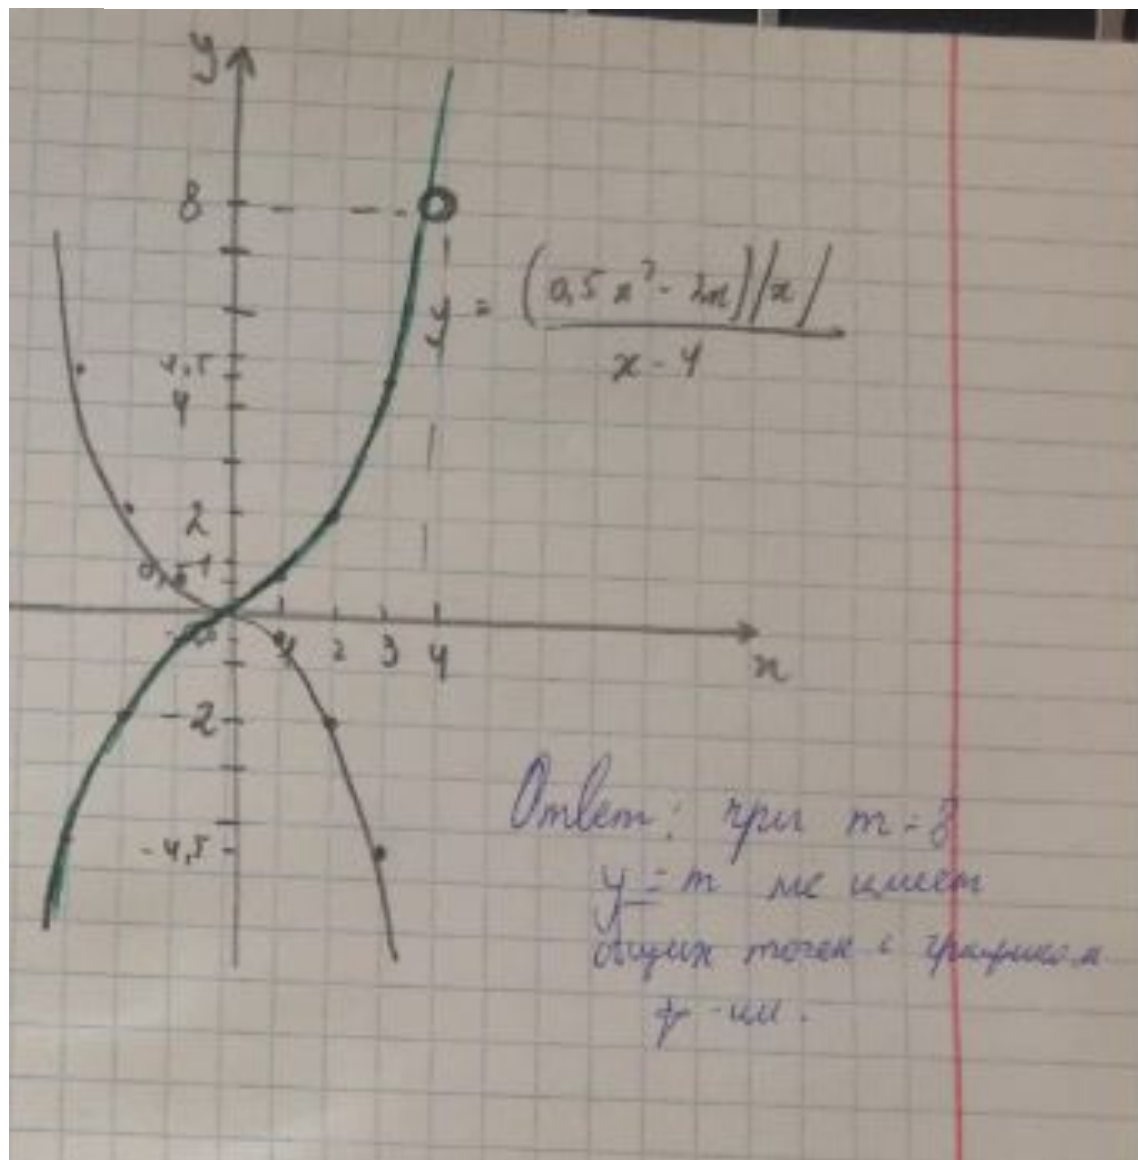 y
8
y = (0,5x² - 2x)|x|
x - 4
4,5
4
2
1
0,5
1 2 3 4
x
-2
-4,5
Ответ: при m = 8
y = m не имеет
общих точек с графиком
ф-ии.